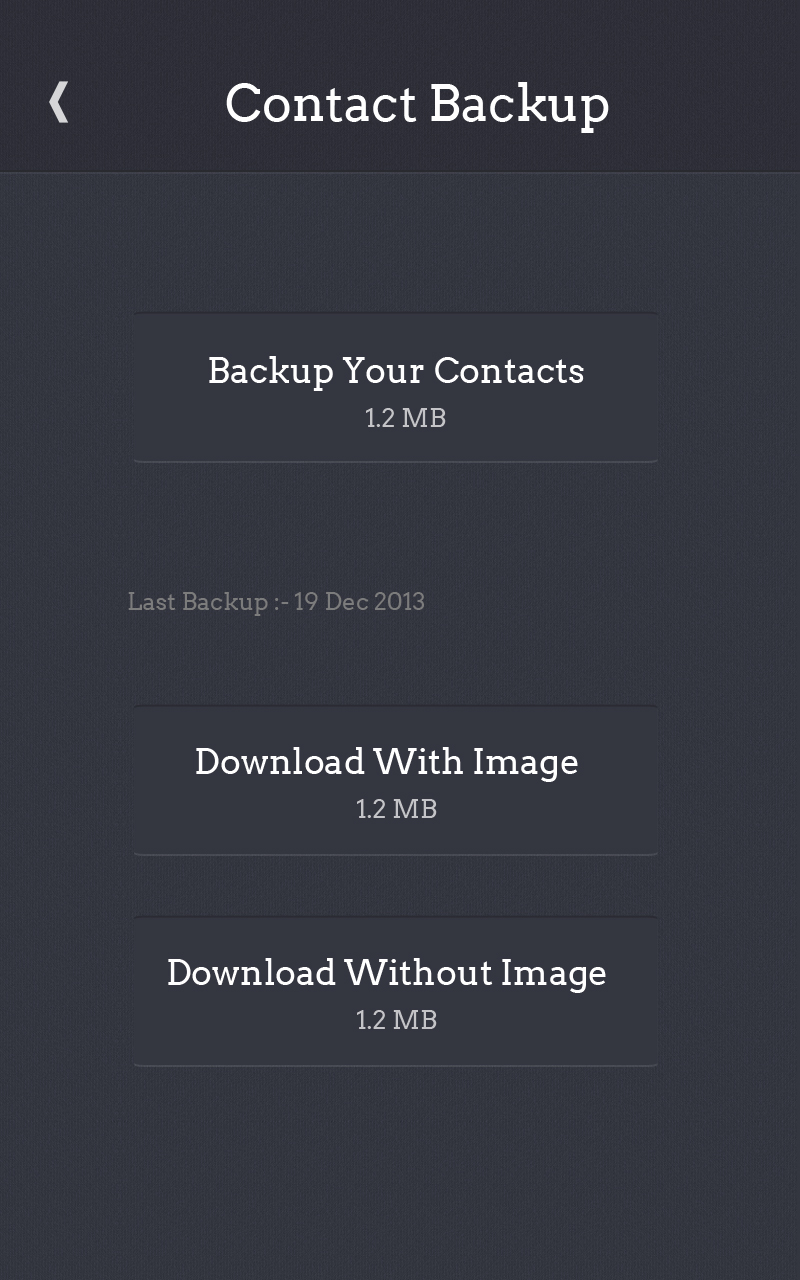 Contact Backup
Backup Your Contacts
1.2 MB
Last Backup :- 19 Dec 2013
Download With Image
1.2 MB
Download Without Image
1.2 MB